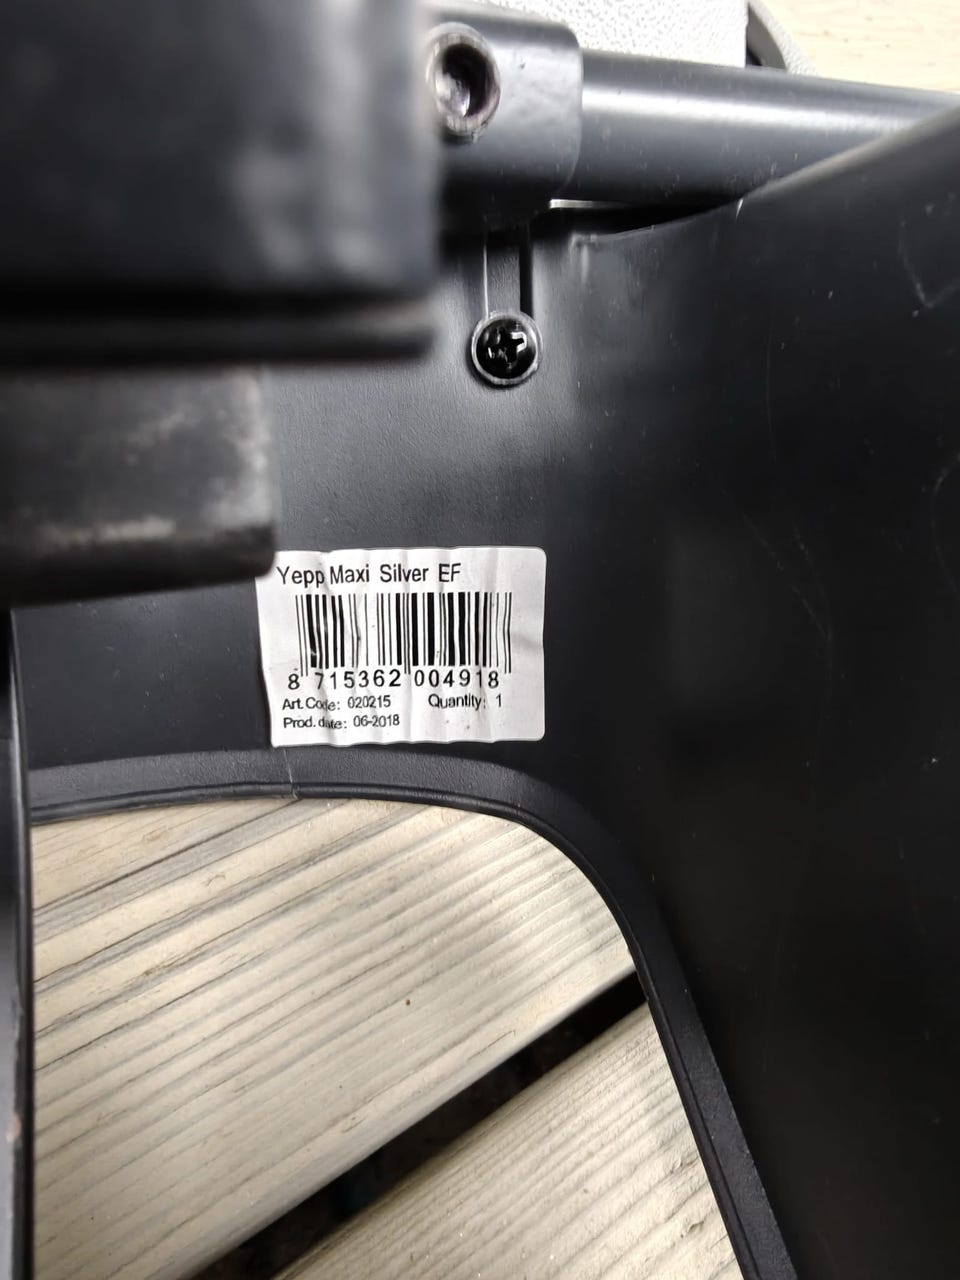 Yepp Maxi Silver EF
8 715362 004918
Art. Code: 020215 Quantity: 1
Prod. date: 06-2018